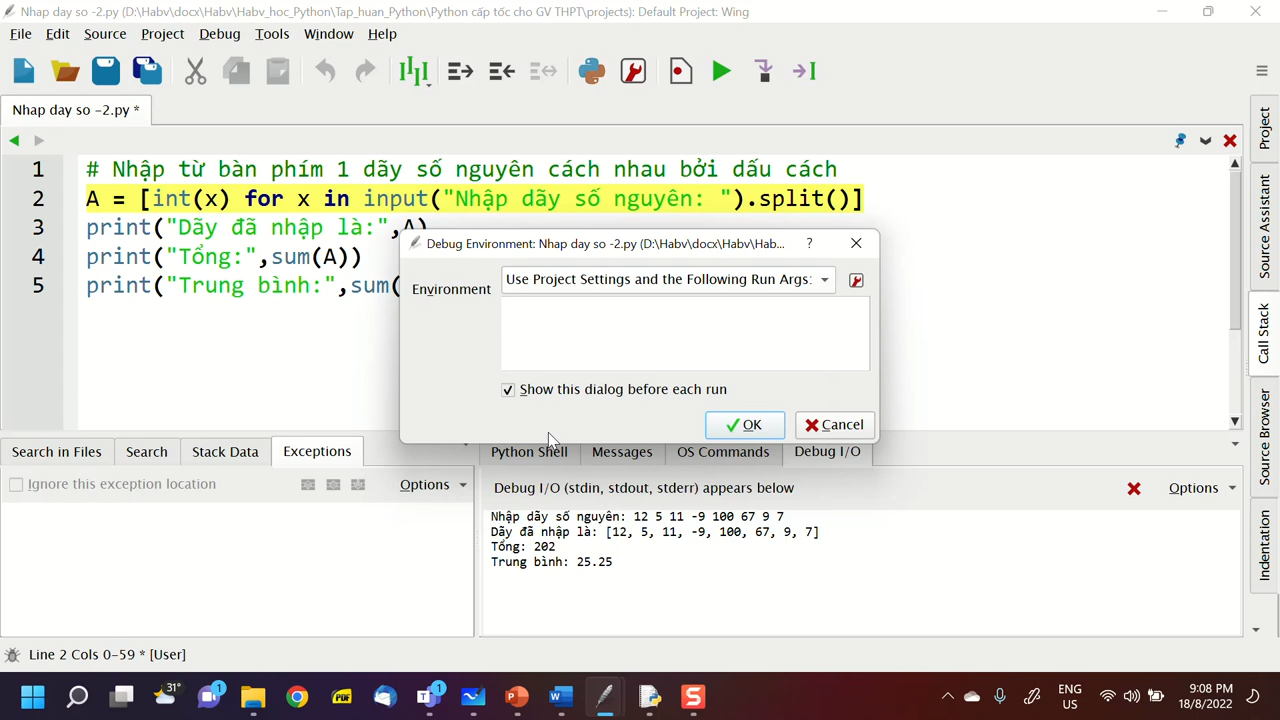 Nhap day so -2.py (D:\Habv\docx\Habv\Habv_hoc_Python\Tap_huan_Python\Python cấp tốc cho GV THPT\projects): Default Project: Wing
File Edit Source Project Debug Tools Window Help
Nhap day so -2.py *
1 # Nhập từ bàn phím 1 dãy số nguyên cách nhau bởi dấu cách
2 A = [int(x) for x in input("Nhập dãy số nguyên: ").split()]
3 print("Dãy đã nhập là:",A)
4 print("Tổng:",sum(A))
5 print("Trung bình:",sum(
Debug Environment: Nhap day so -2.py (D:\Habv\docx\Habv\Hab... ?
Environment
Use Project Settings and the Following Run Args:
Show this dialog before each run
OK
Cancel
Project
Source Assistant
Call Stack
Source Browser
Indentation
Search in Files Search Stack Data Exceptions
Python Shell Messages OS Commands Debug I/O
Ignore this exception location Options
Debug I/O (stdin, stdout, stderr) appears below Options
Nhập dãy số nguyên: 12 5 11 -9 100 67 9 7
Dãy đã nhập là: [12, 5, 11, -9, 100, 67, 9, 7]
Tổng: 202
Trung bình: 25.25
Line 2 Cols 0-59 * [User]
31°
1
PDF
1
ENG
US
9:08 PM
18/8/2022